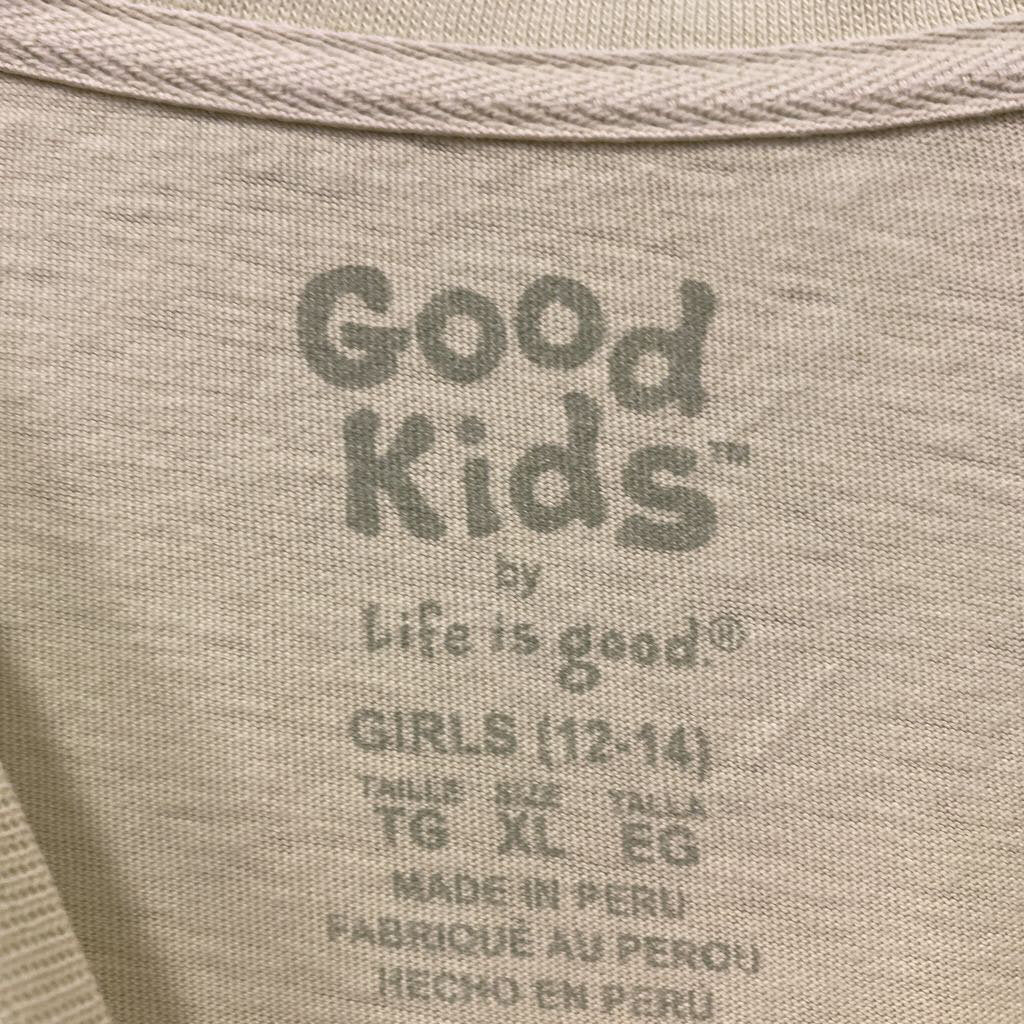 Good
Kids™
by
Life is good.®
GIRLS (12-14)
TAILLE SIZE TALLA
TG XL EG
MADE IN PERU
FABRIQUÉ AU PEROU
HECHO EN PERU